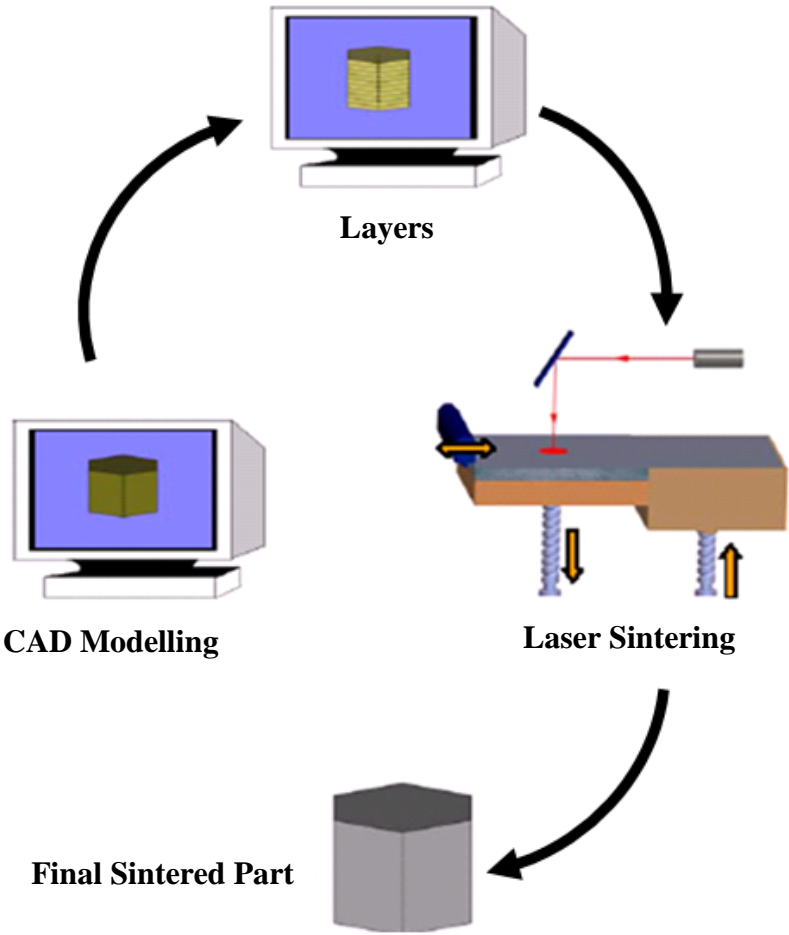 Layers
CAD Modelling
Laser Sintering
Final Sintered Part